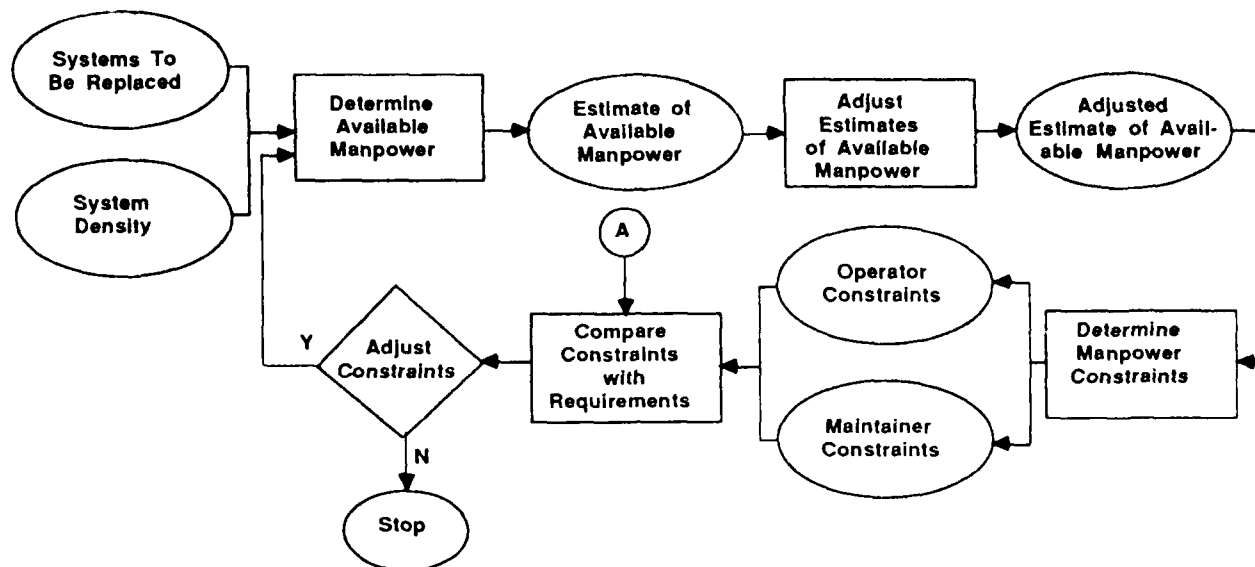 Systems To
Be Replaced
System
Density
Determine
Available
Manpower
Estimate of
Available
Manpower
Adjust
Estimates
of Available
Manpower
Adjusted
Estimate of Avail-
able Manpower
A
Operator
Constraints
Determine
Manpower
Constraints
Maintainer
Constraints
Compare
Constraints
with
Requirements
Adjust
Constraints
Y
N
Stop